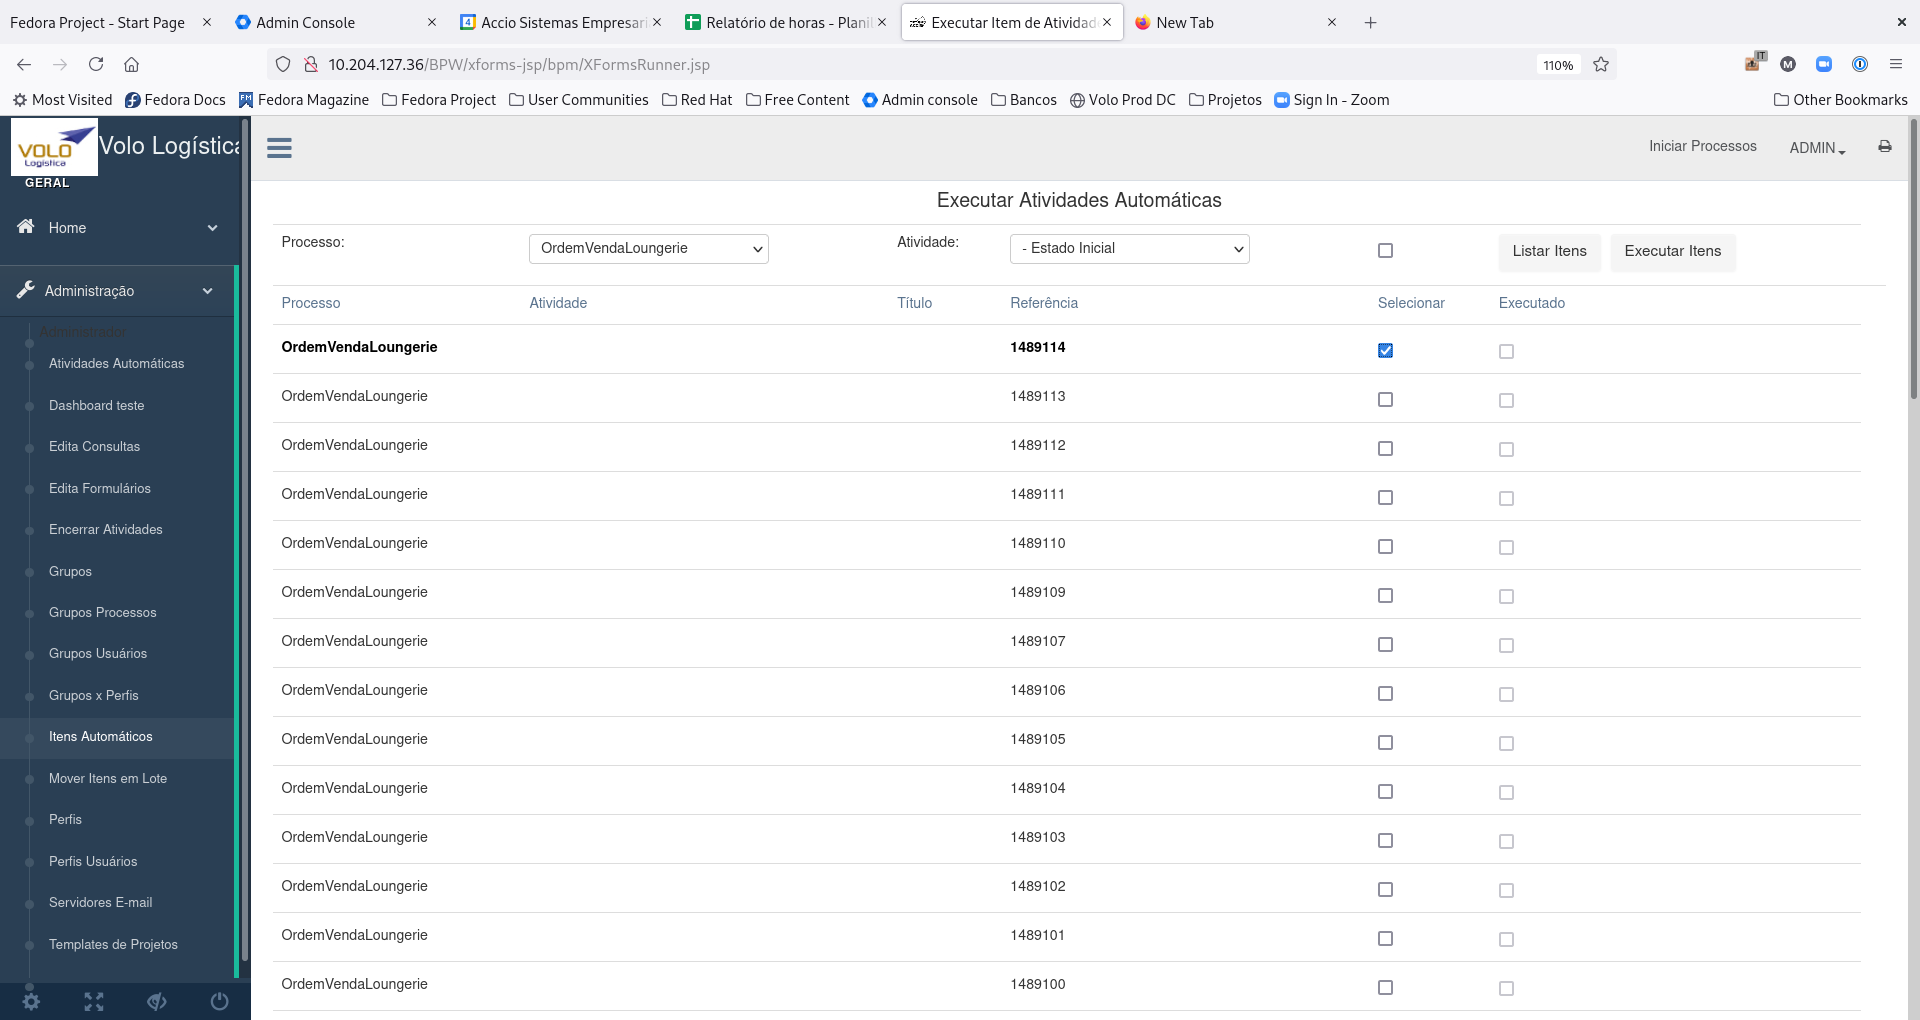 Fedora Project - Start Page
Admin Console
Accio Sistemas Empresari
Relatório de horas - Planil
Executar Item de Atividad
New Tab
10.204.127.36/BPW/xforms-jsp/bpm/XFormsRunner.jsp
110%
IT
M
Most Visited
Fedora Docs
Fedora Magazine
Fedora Project
User Communities
Red Hat
Free Content
Admin console
Bancos
Volo Prod DC
Projetos
Sign In - Zoom
Other Bookmarks
VOLO
Logística
Volo Logística
GERAL
Home
Administração
Administrador
Atividades Automáticas
Dashboard teste
Edita Consultas
Edita Formulários
Encerrar Atividades
Grupos
Grupos Processos
Grupos Usuários
Grupos x Perfis
Itens Automáticos
Mover Itens em Lote
Perfis
Perfis Usuários
Servidores E-mail
Templates de Projetos
Iniciar Processos
ADMIN
Executar Atividades Automáticas
Processo: OrdemVendaLoungerie Atividade: - Estado Inicial Listar Itens Executar Itens
Processo Atividade Título Referência Selecionar Executado
OrdemVendaLoungerie 1489114
OrdemVendaLoungerie 1489113
OrdemVendaLoungerie 1489112
OrdemVendaLoungerie 1489111
OrdemVendaLoungerie 1489110
OrdemVendaLoungerie 1489109
OrdemVendaLoungerie 1489107
OrdemVendaLoungerie 1489106
OrdemVendaLoungerie 1489105
OrdemVendaLoungerie 1489104
OrdemVendaLoungerie 1489103
OrdemVendaLoungerie 1489102
OrdemVendaLoungerie 1489101
OrdemVendaLoungerie 1489100